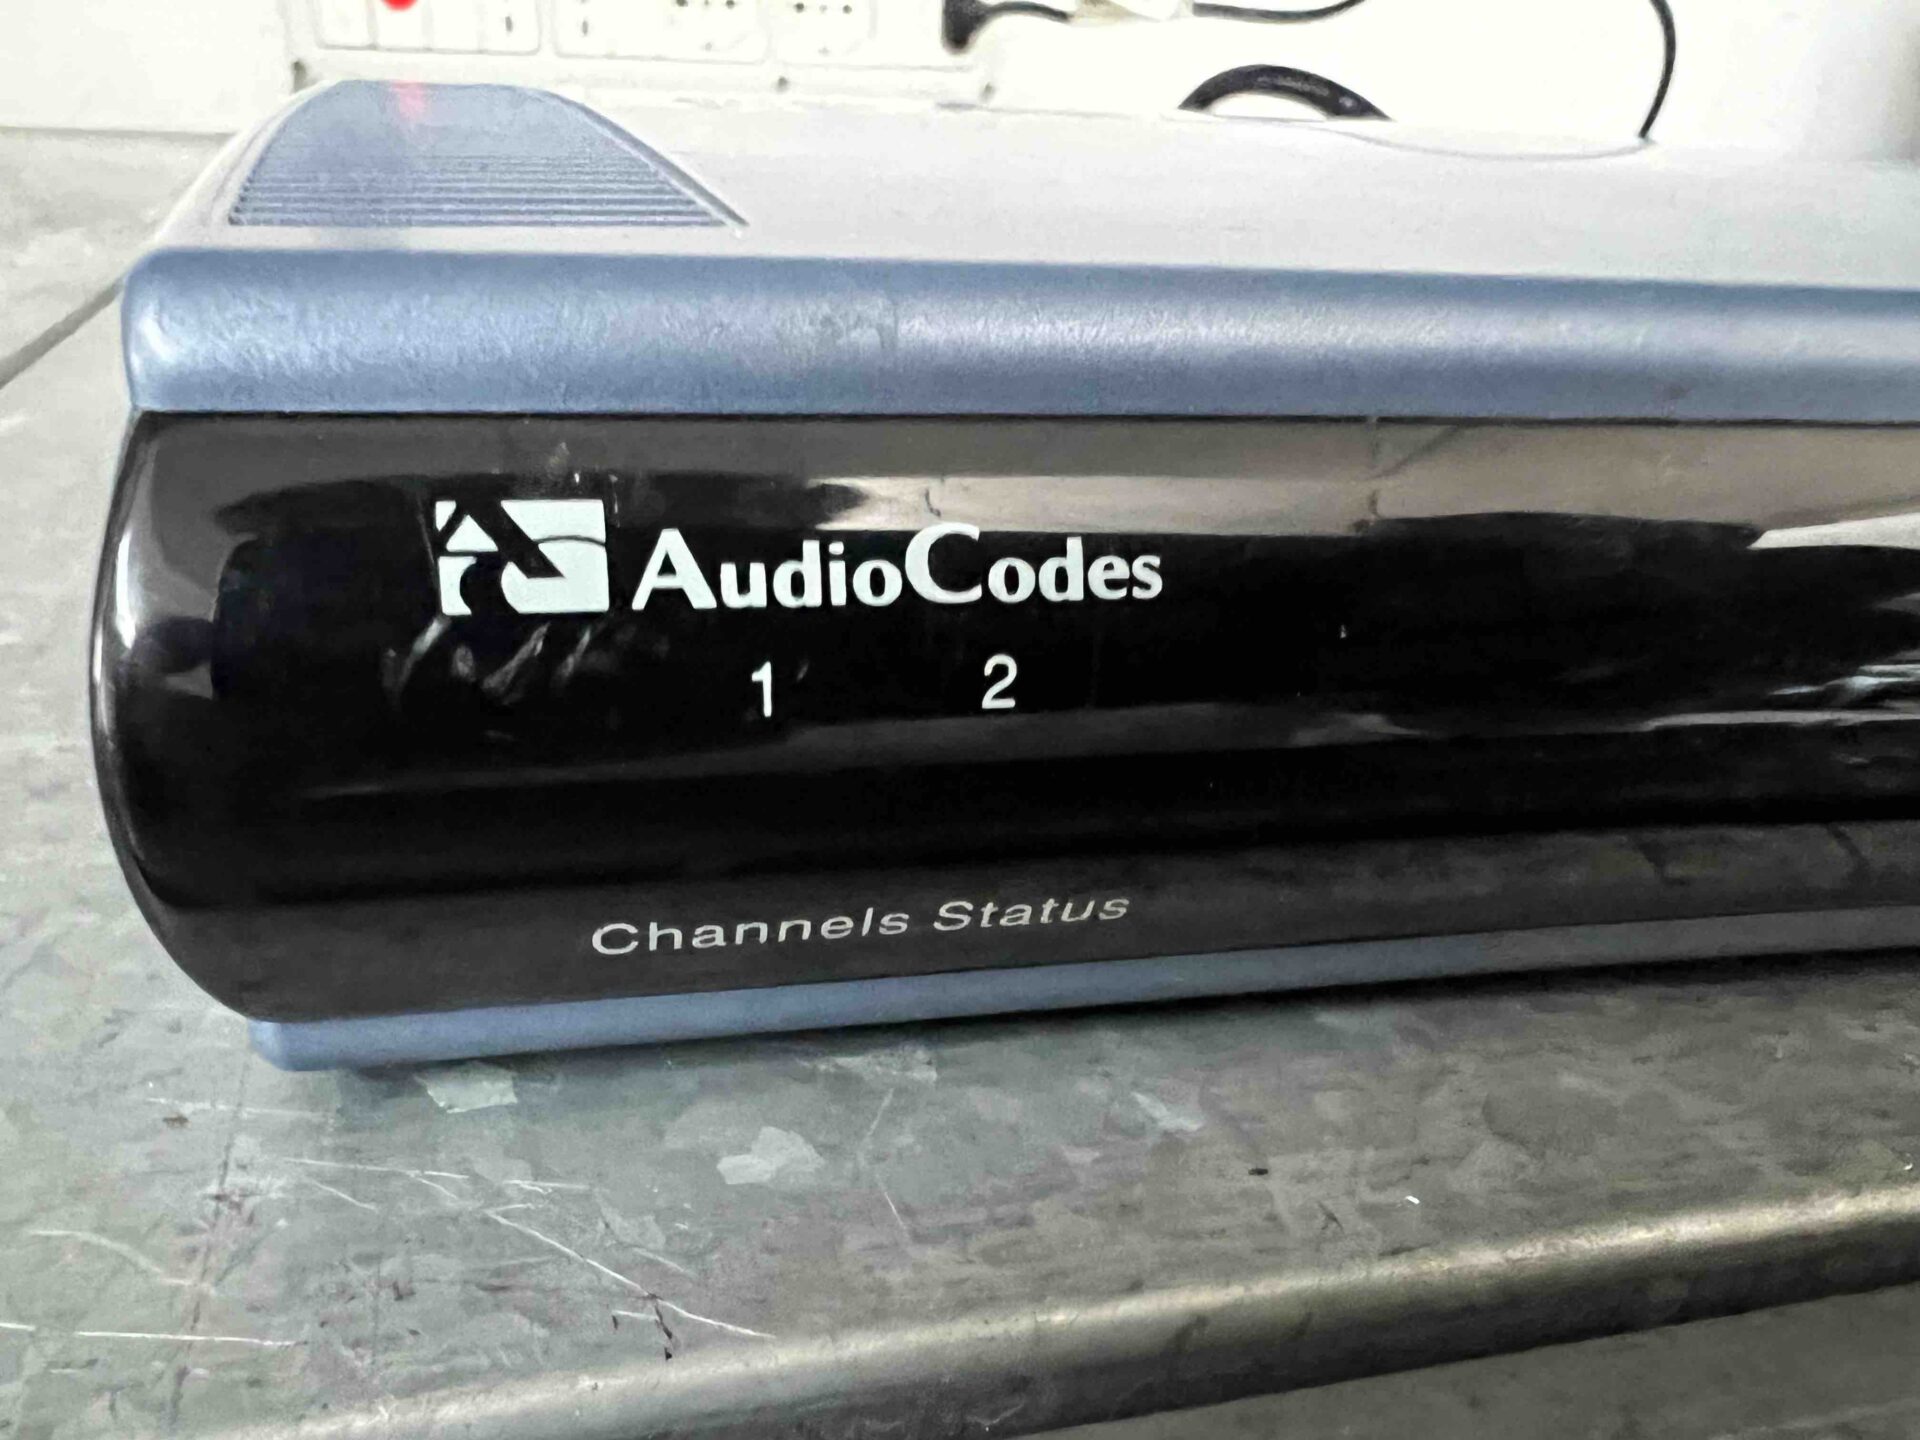 AudioCodes
1 2
Channels Status